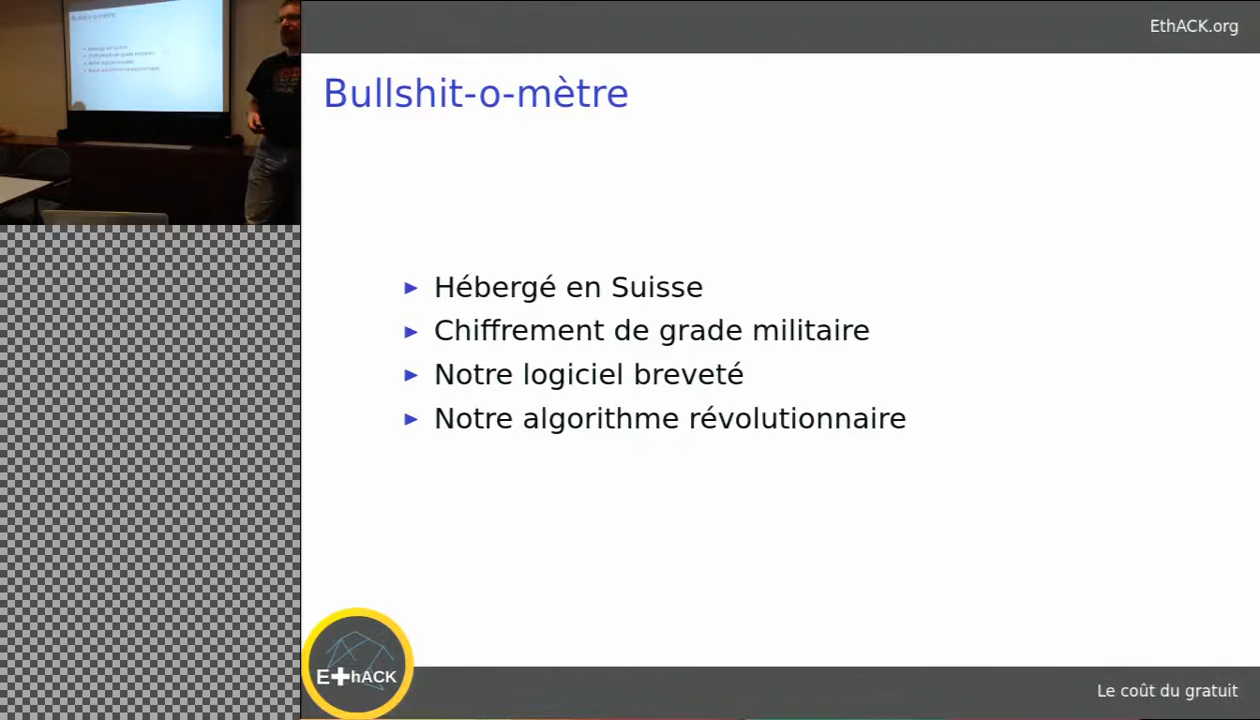 EthACK.org
Bullshit-o-mètre
Hébergé en Suisse
Chiffrement de grade militaire
Notre logiciel breveté
Notre algorithme révolutionnaire
E+hACK
Le coût du gratuit